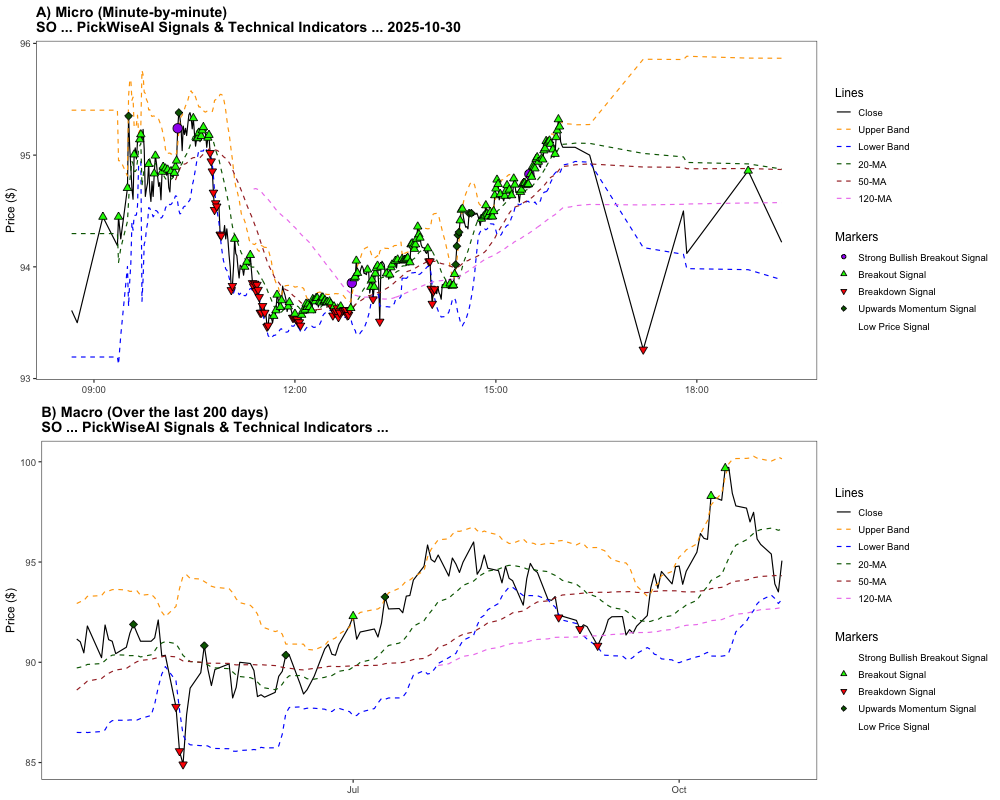 A) Micro (Minute-by-minute)
SO ... PickWiseAI Signals & Technical Indicators ... 2025-10-30
Price ($)
96
95
94
93
09:00
12:00
15:00
18:00
Lines
Close
Upper Band
Lower Band
20-MA
50-MA
120-MA
Markers
Strong Bullish Breakout Signal
Breakout Signal
Breakdown Signal
Upwards Momentum Signal
Low Price Signal
B) Macro (Over the last 200 days)
SO ... PickWiseAI Signals & Technical Indicators ...
Price ($)
100
95
90
85
Jul
Oct
Lines
Close
Upper Band
Lower Band
20-MA
50-MA
120-MA
Markers
Strong Bullish Breakout Signal
Breakout Signal
Breakdown Signal
Upwards Momentum Signal
Low Price Signal